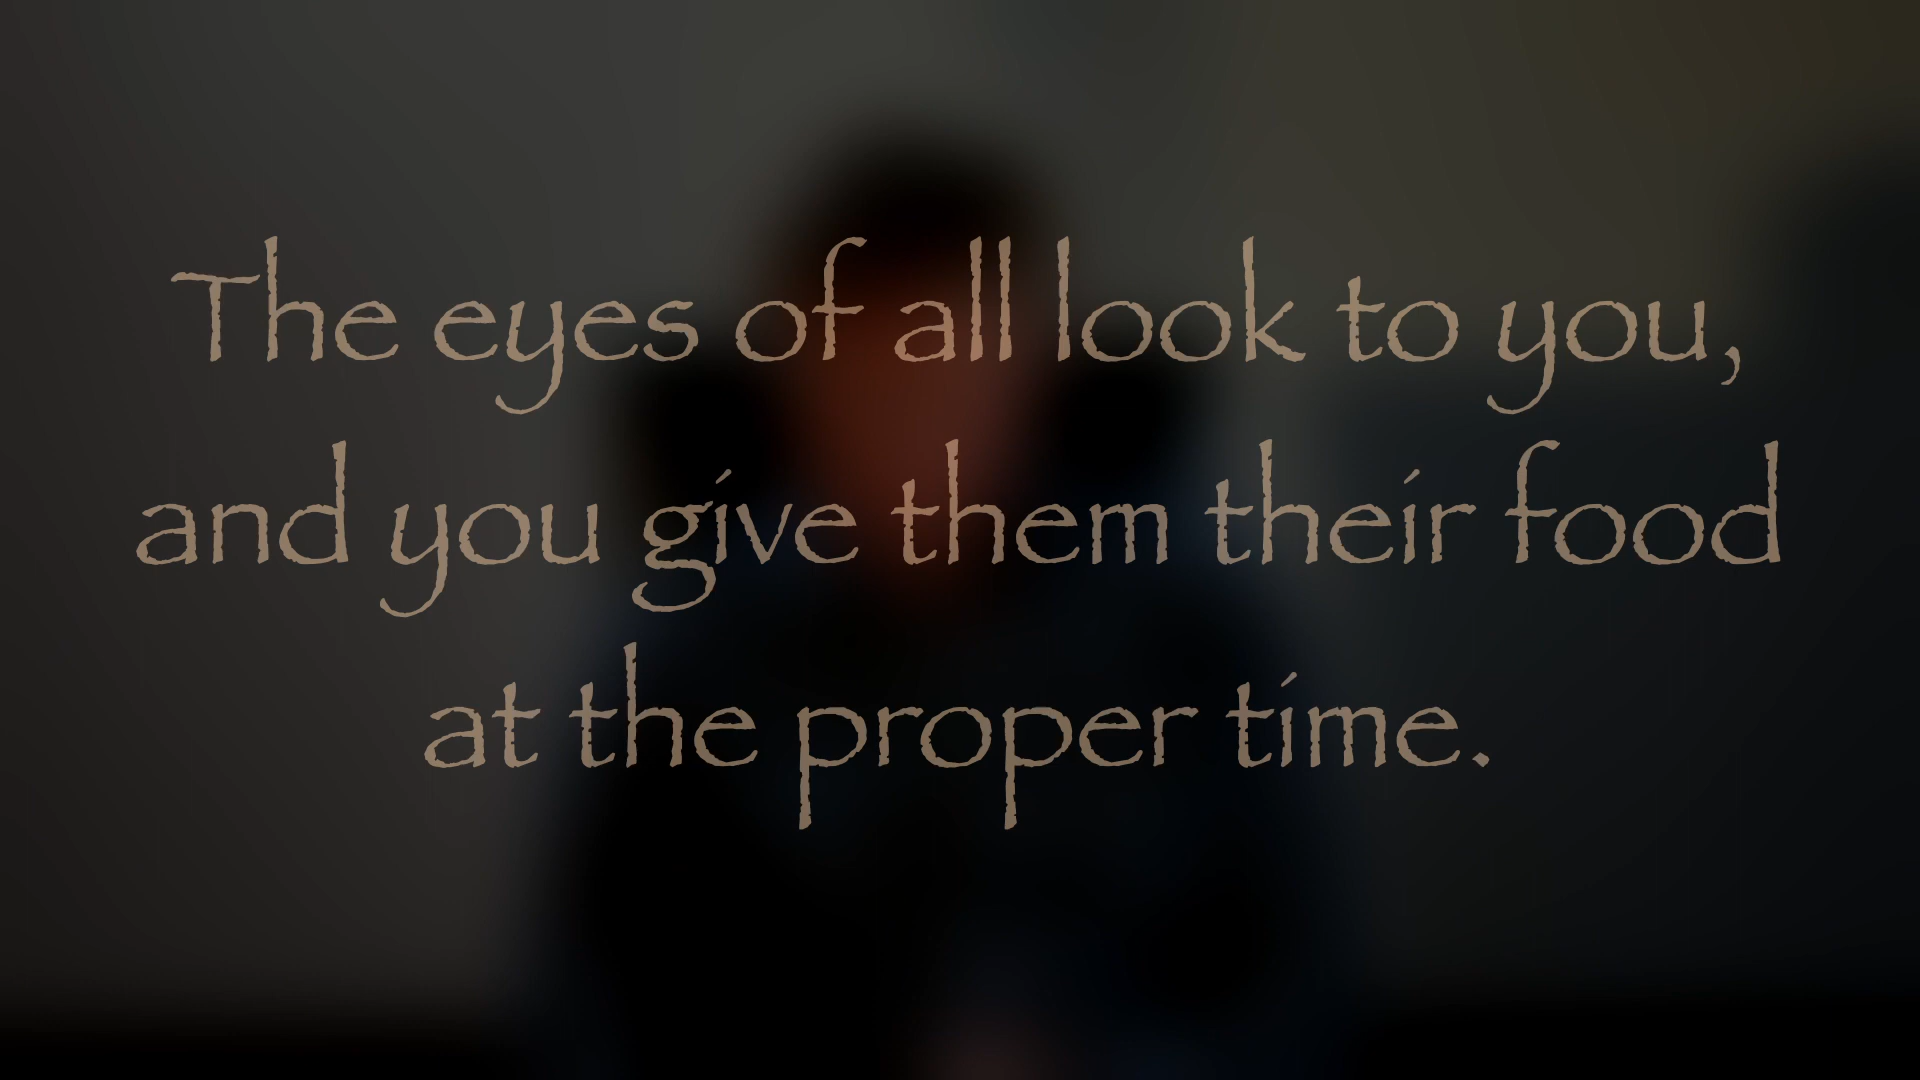 The eyes of all look to you,
and you give them their food
at the proper time.